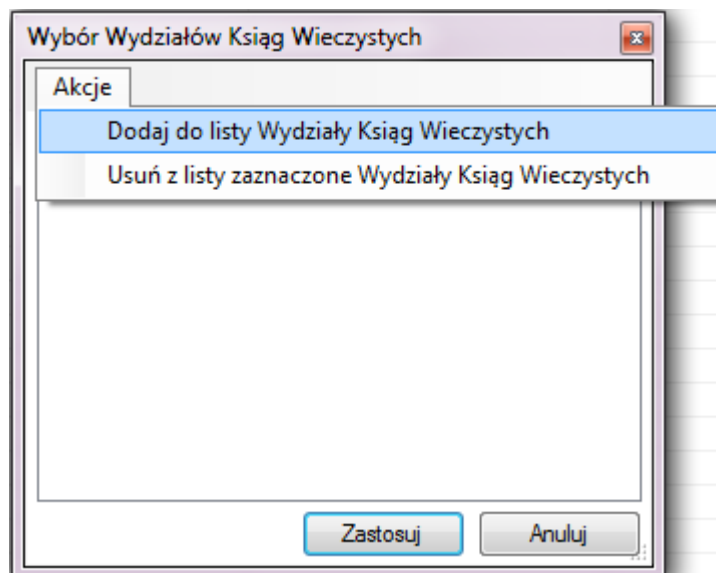 Wybór Wydziałów Ksiąg Wieczystych
Akcje
Dodaj do listy Wydziały Ksiąg Wieczystych
Usuń z listy zaznaczone Wydziały Ksiąg Wieczystych
Zastosuj
Anuluj